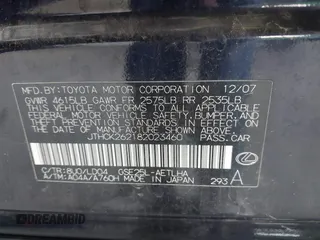 MFD.BY: TOYOTA MOTOR CORPORATION 12/07
GVWR 4615LB GAWR FR 2575LB RR 2535LB
THIS VEHICLE CONFORMS TO ALL APPLICABLE
FEDERAL MOTOR VEHICLE SAFETY, BUMPER, AND
THEFT PREVENTION STANDARDS IN EFFECT ON
THE DATE OF MANUFACTURE SHOWN ABOVE.
JTHCK262182023460 PASS.CAR
C/TR: 8U0/LD04 GSE25L-AETLHA
A/TM: A04A/A760H MADE IN JAPAN 293 A
DREAMBID